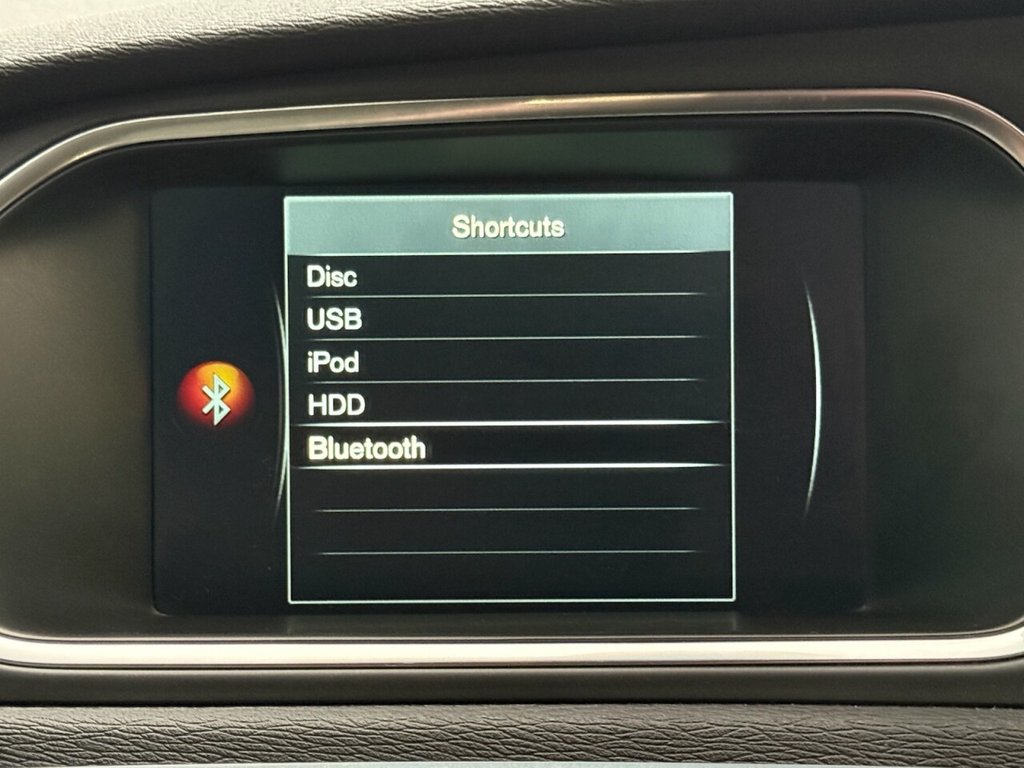 Shortcuts
Disc
USB
iPod
HDD
Bluetooth